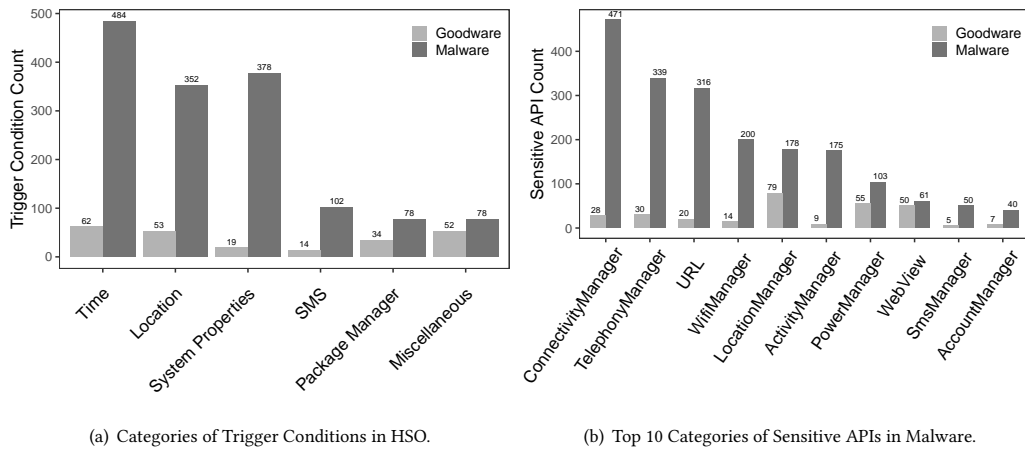 500
400
300
200
100
0
Trigger Condition Count
Goodware
Malware
484
352
378
102
78
78
62
53
19
14
34
52
Time
Location
System Properties
SMS
Package Manager
Miscellaneous
(a) Categories of Trigger Conditions in HSO.
400
300
200
100
0
Sensitive API Count
Goodware
Malware
471
339
316
200
178
175
103
61
50
40
28
30
20
14
79
9
55
50
5
7
ConnectivityManager
TelephonyManager
URL
WifiManager
LocationManager
ActivityManager
PowerManager
WebView
SmsManager
AccountManager
(b) Top 10 Categories of Sensitive APIs in Malware.